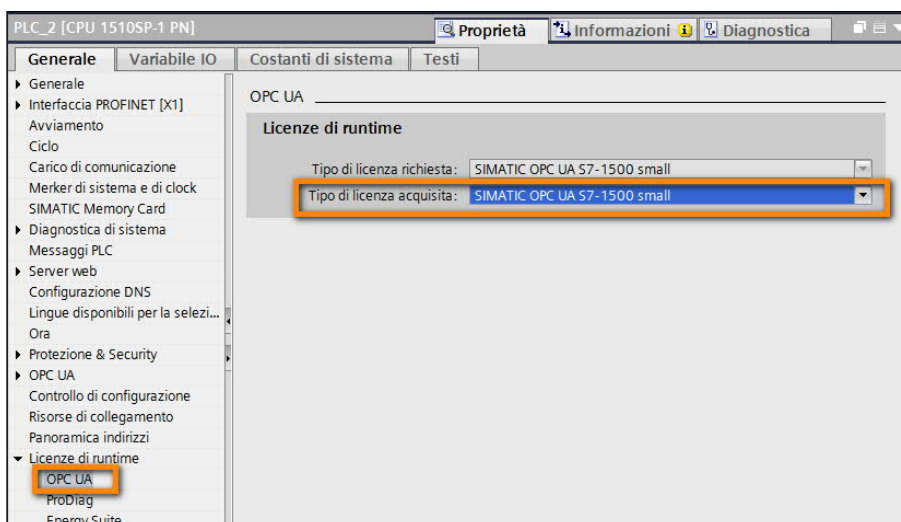 PLC_2 [CPU 1510SP-1 PN]
Proprietà
Informazioni
Diagnostica
Generale
Variabile IO
Costanti di sistema
Testi
Generale
Interfaccia PROFINET [X1]
Avviamento
Ciclo
Carico di comunicazione
Merker di sistema e di clock
SIMATIC Memory Card
Diagnostica di sistema
Messaggi PLC
Server web
Configurazione DNS
Lingue disponibili per la selezi...
Ora
Protezione & Security
OPC UA
Controllo di configurazione
Risorse di collegamento
Panoramica indirizzi
Licenze di runtime
OPC UA
ProDiag
Energy Suite
OPC UA
Licenze di runtime
Tipo di licenza richiesta: SIMATIC OPC UA S7-1500 small
Tipo di licenza acquisita: SIMATIC OPC UA S7-1500 small